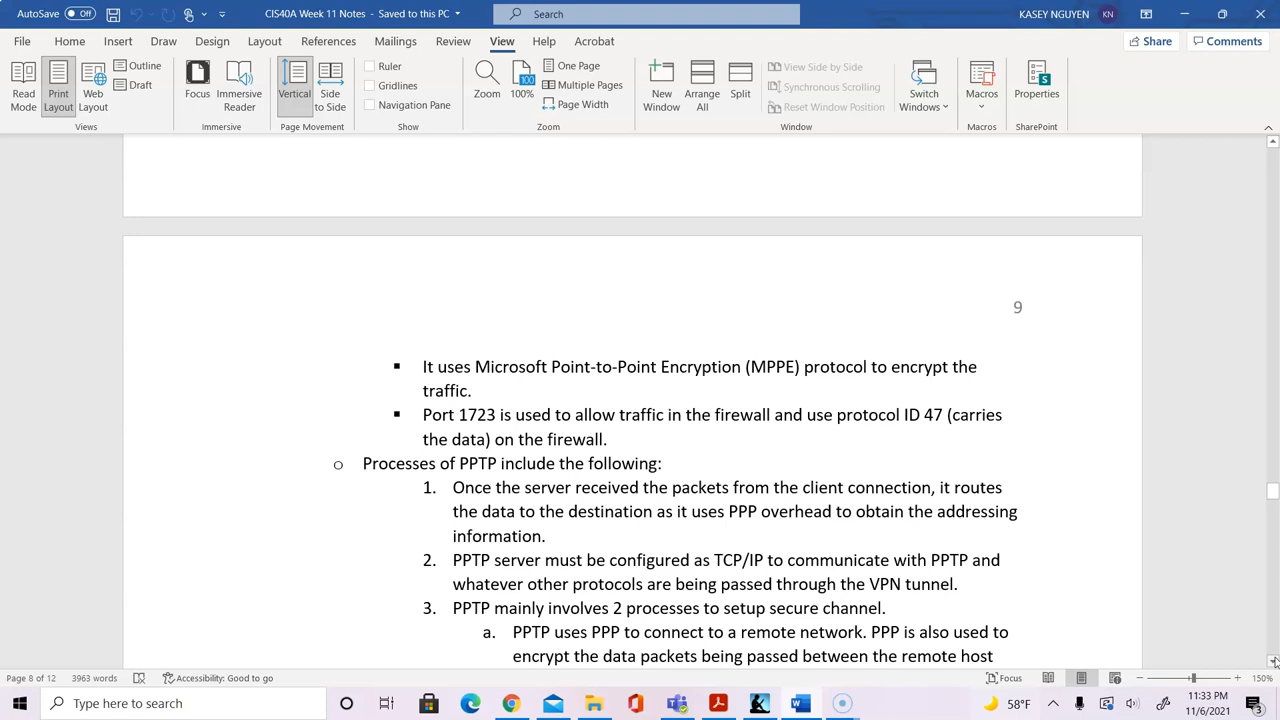 AutoSave Off CIS40A Week 11 Notes Search KASEY NGUYEN KN
File Home Insert Draw Design Layout References Mailings Review View Help Acrobat Share Comments
Read Mode Print Layout Web Layout Outline Draft
Focus Immersive Reader
Vertical Side to Side
Ruler
Gridlines
Navigation Pane
Zoom 100 100% One Page
Multiple Pages
Page Width
New Window Arrange All Split
View Side by Side
Synchronous Scrolling
Reset Window Position
Switch Windows
Macros
Properties
Views Immersive Page Movement Show Zoom Window Macros SharePoint
9
▪ It uses Microsoft Point-to-Point Encryption (MPPE) protocol to encrypt the
traffic.
▪ Port 1723 is used to allow traffic in the firewall and use protocol ID 47 (carries
the data) on the firewall.
o Processes of PPTP include the following:
1. Once the server received the packets from the client connection, it routes
the data to the destination as it uses PPP overhead to obtain the addressing
information.
2. PPTP server must be configured as TCP/IP to communicate with PPTP and
whatever other protocols are being passed through the VPN tunnel.
3. PPTP mainly involves 2 processes to setup secure channel.
a. PPTP uses PPP to connect to a remote network. PPP is also used to
encrypt the data packets being passed between the remote host
Page 8 of 12 3963 words Accessibility: Good to go Focus 150%
Type here to search 58°F 11:33 PM
11/6/2021 3